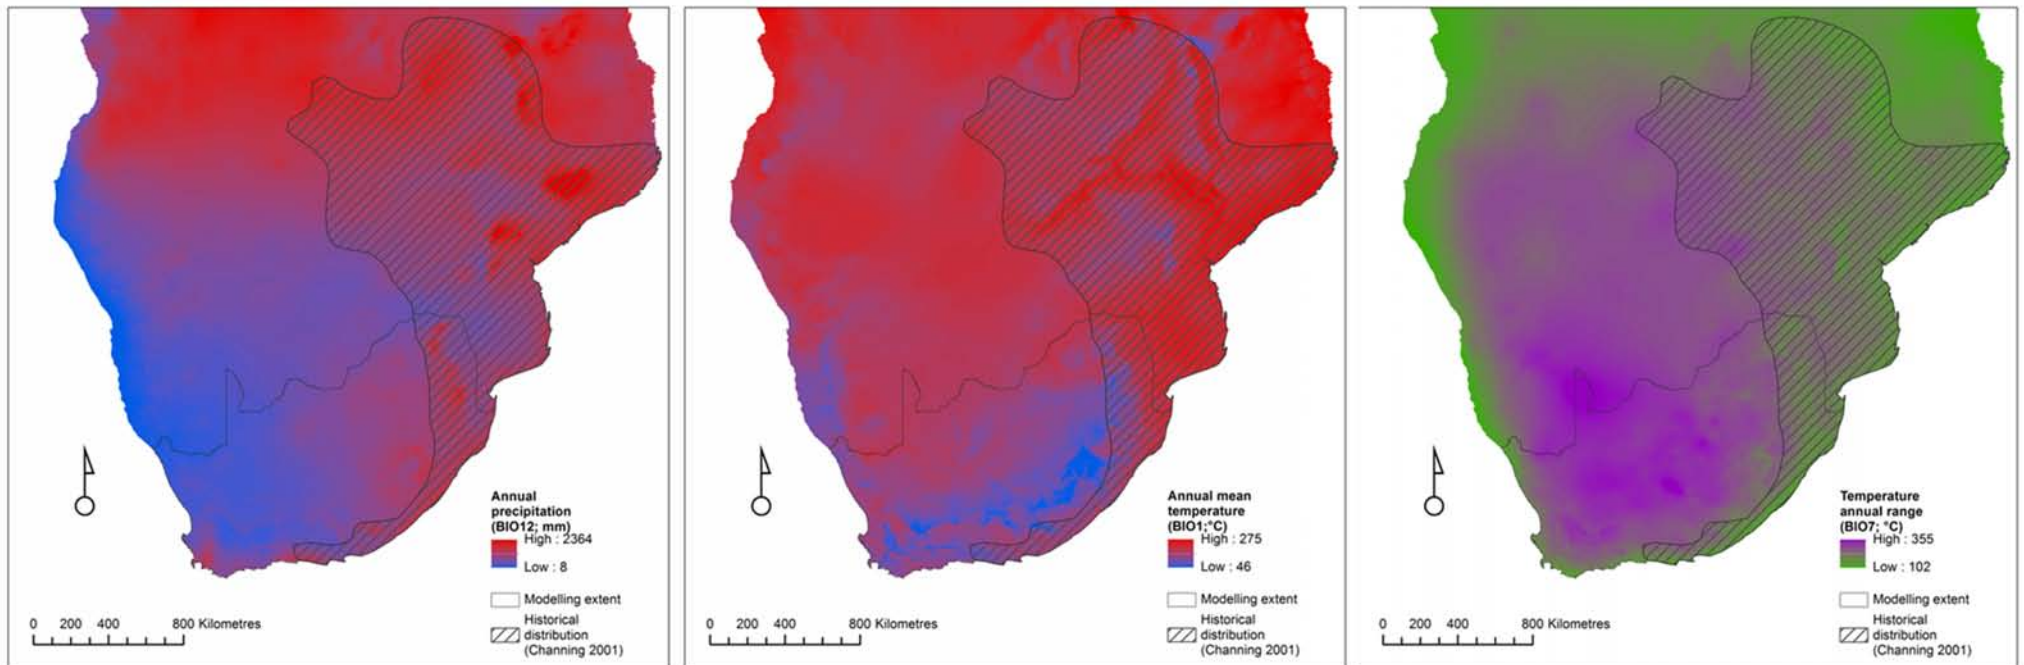 Annual
precipitation
(BIO12; mm)
High : 2364
Low : 8
Modelling extent
Historical
distribution
(Channing 2001)
0 200 400 800 Kilometres
Annual mean
temperature
(BIO1;°C)
High : 275
Low : 46
Modelling extent
Historical
distribution
(Channing 2001)
0 200 400 800 Kilometres
Temperature
annual range
(BIO7; °C)
High : 355
Low : 102
Modelling extent
Historical
distribution
(Channing 2001)
0 200 400 800 Kilometres